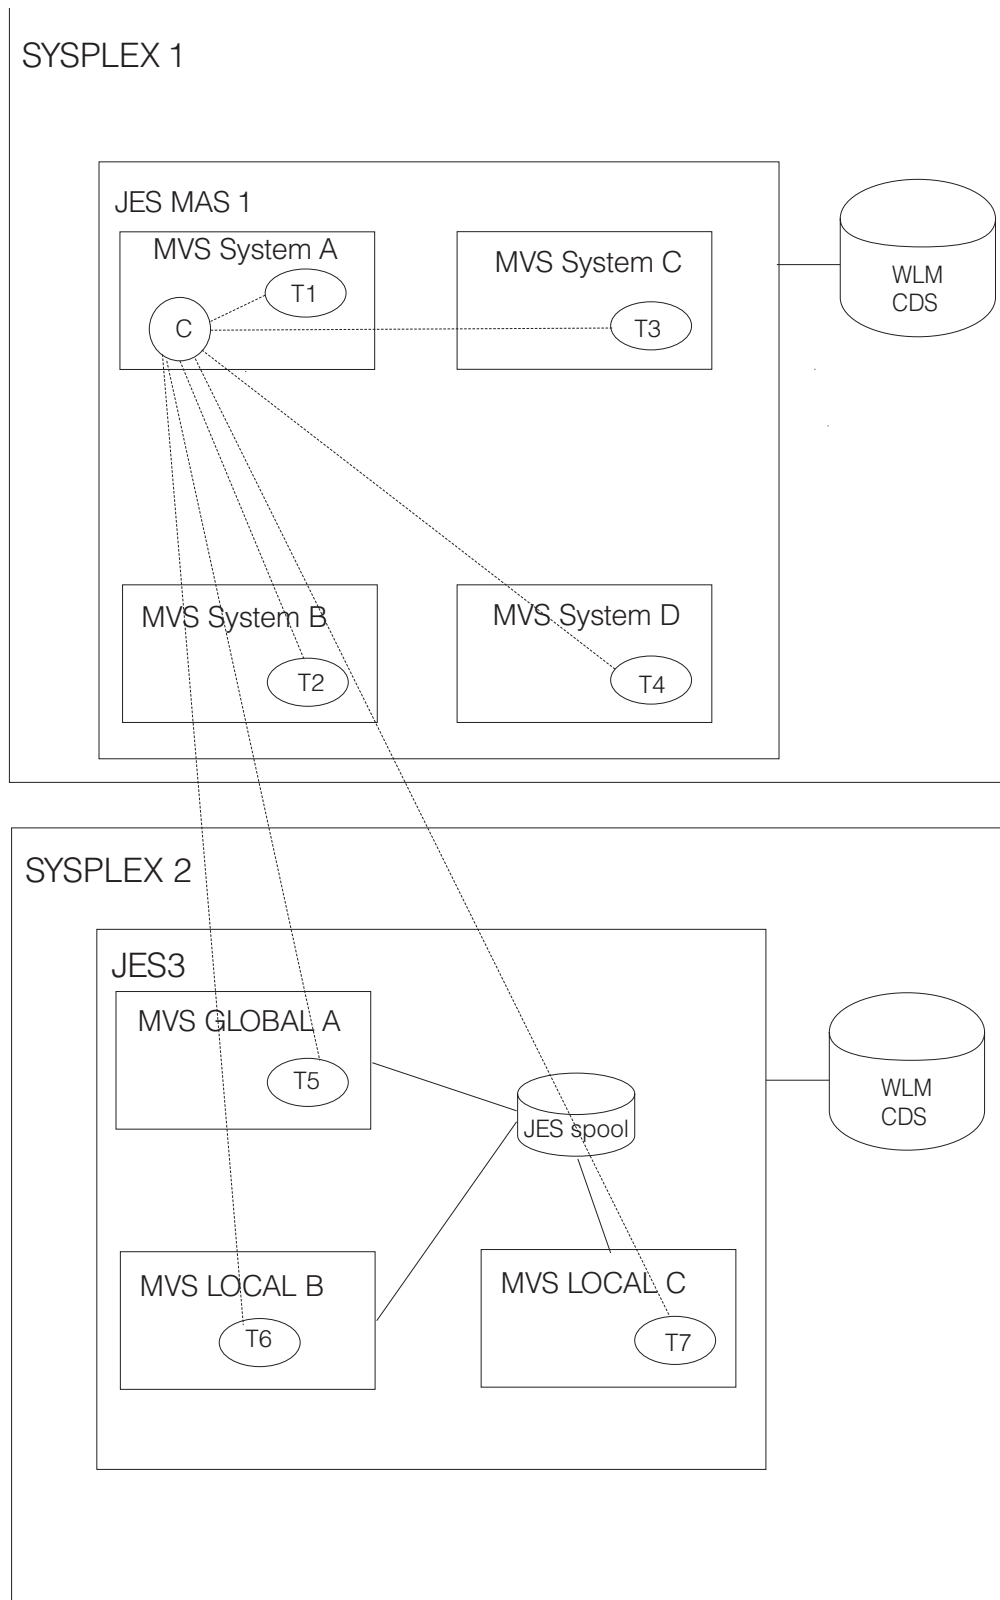 SYSPLEX 1
JES MAS 1
MVS System A
T1
C
MVS System C
T3
WLM
CDS
MVS System B
T2
MVS System D
T4
SYSPLEX 2
JES3
MVS GLOBAL A
T5
JES spool
WLM
CDS
MVS LOCAL B
T6
MVS LOCAL C
T7